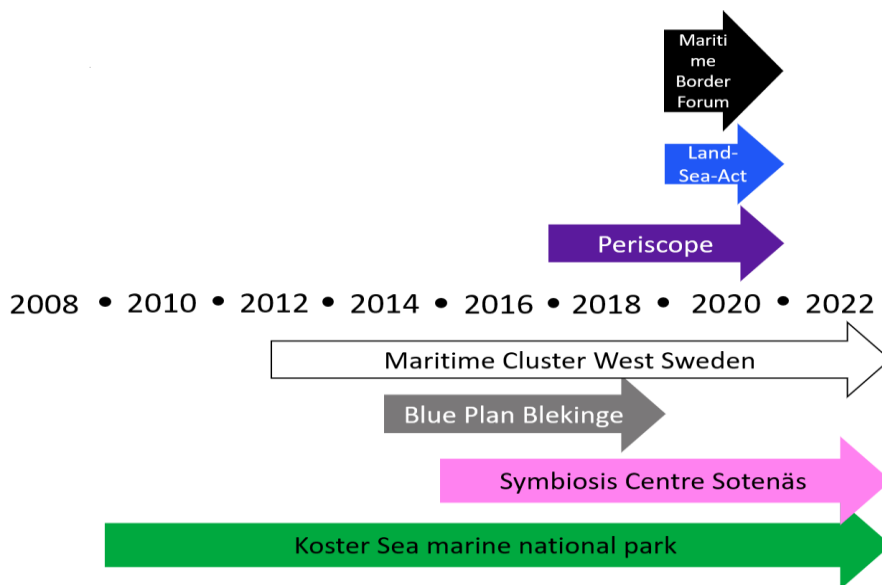 Mariti
me
Border
Forum
Land-
Sea-Act
Periscope
2008 • 2010 • 2012 • 2014 • 2016 • 2018 • 2020 • 2022
Maritime Cluster West Sweden
Blue Plan Blekinge
Symbiosis Centre Sotenäs
Koster Sea marine national park